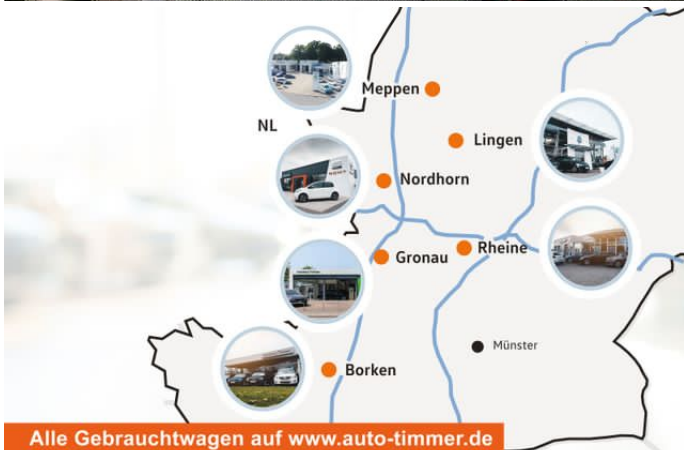 Meppen
NL
Lingen
Nordhorn
Gronau
Rheine
Münster
Borken
Alle Gebrauchtwagen auf www.auto-timmer.de